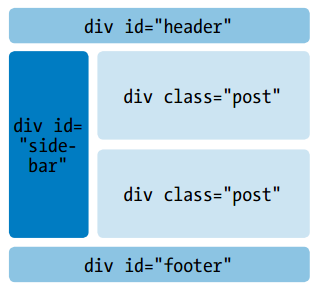 div id="header"
div id=
"side-
bar"
div class="post"
div class="post"
div id="footer"